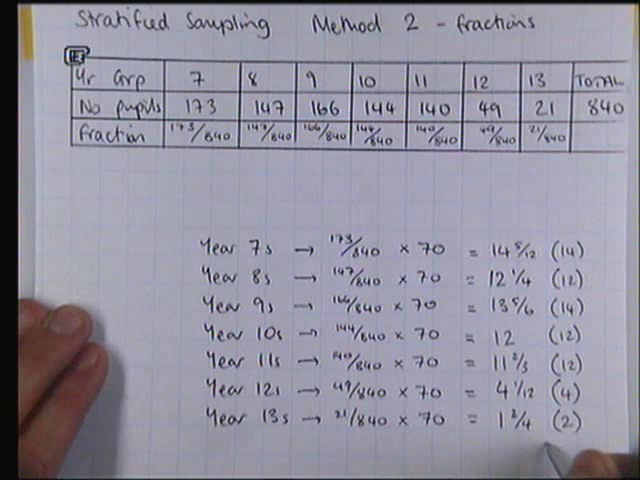 Stratified Sampling Method 2 - fractions
Yr Grp 7 8 9 10 11 12 13 TOTAL
No pupils 173 147 166 144 140 49 21 840
Fraction 173/840 147/840 166/840 144/840 140/840 49/840 21/840
Year 7s → 173/840 × 70 = 14 5/12 (14)
Year 8s → 147/840 × 70 = 12 1/4 (12)
Year 9s → 166/840 × 70 = 13 5/6 (14)
Year 10s → 144/840 × 70 = 12 (12)
Year 11s → 140/840 × 70 = 11 2/3 (12)
Year 12s → 49/840 × 70 = 4 1/12 (4)
Year 13s → 21/840 × 70 = 1 3/4 (2)